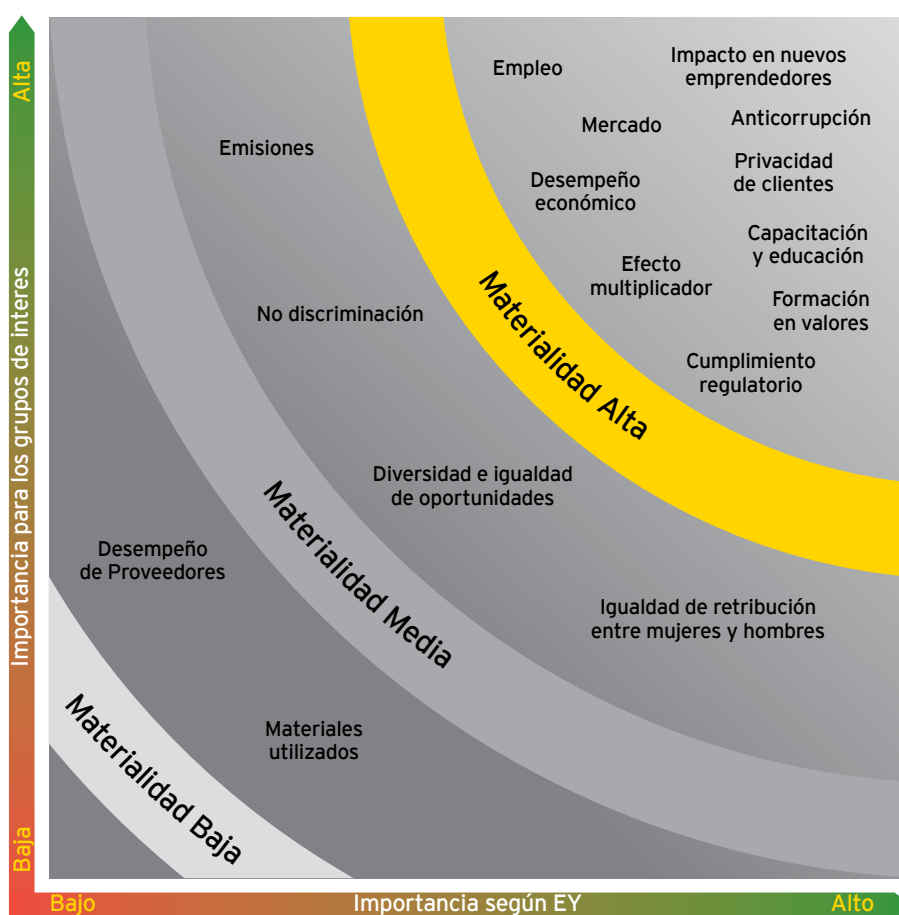 Alta
Importancia para los grupos de interes
Baja
Empleo
Impacto en nuevos
emprendedores
Mercado
Anticorrupción
Emisiones
Desempeño
económico
Privacidad
de clientes
Capacitación
y educación
Efecto
multiplicador
Formación
en valores
No discriminación
Materialidad Alta
Cumplimiento
regulatorio
Diversidad e igualdad
de oportunidades
Materialidad Media
Desempeño
de Proveedores
Igualdad de retribución
entre mujeres y hombres
Materiales
utilizados
Materialidad Baja
Bajo
Importancia según EY
Alto